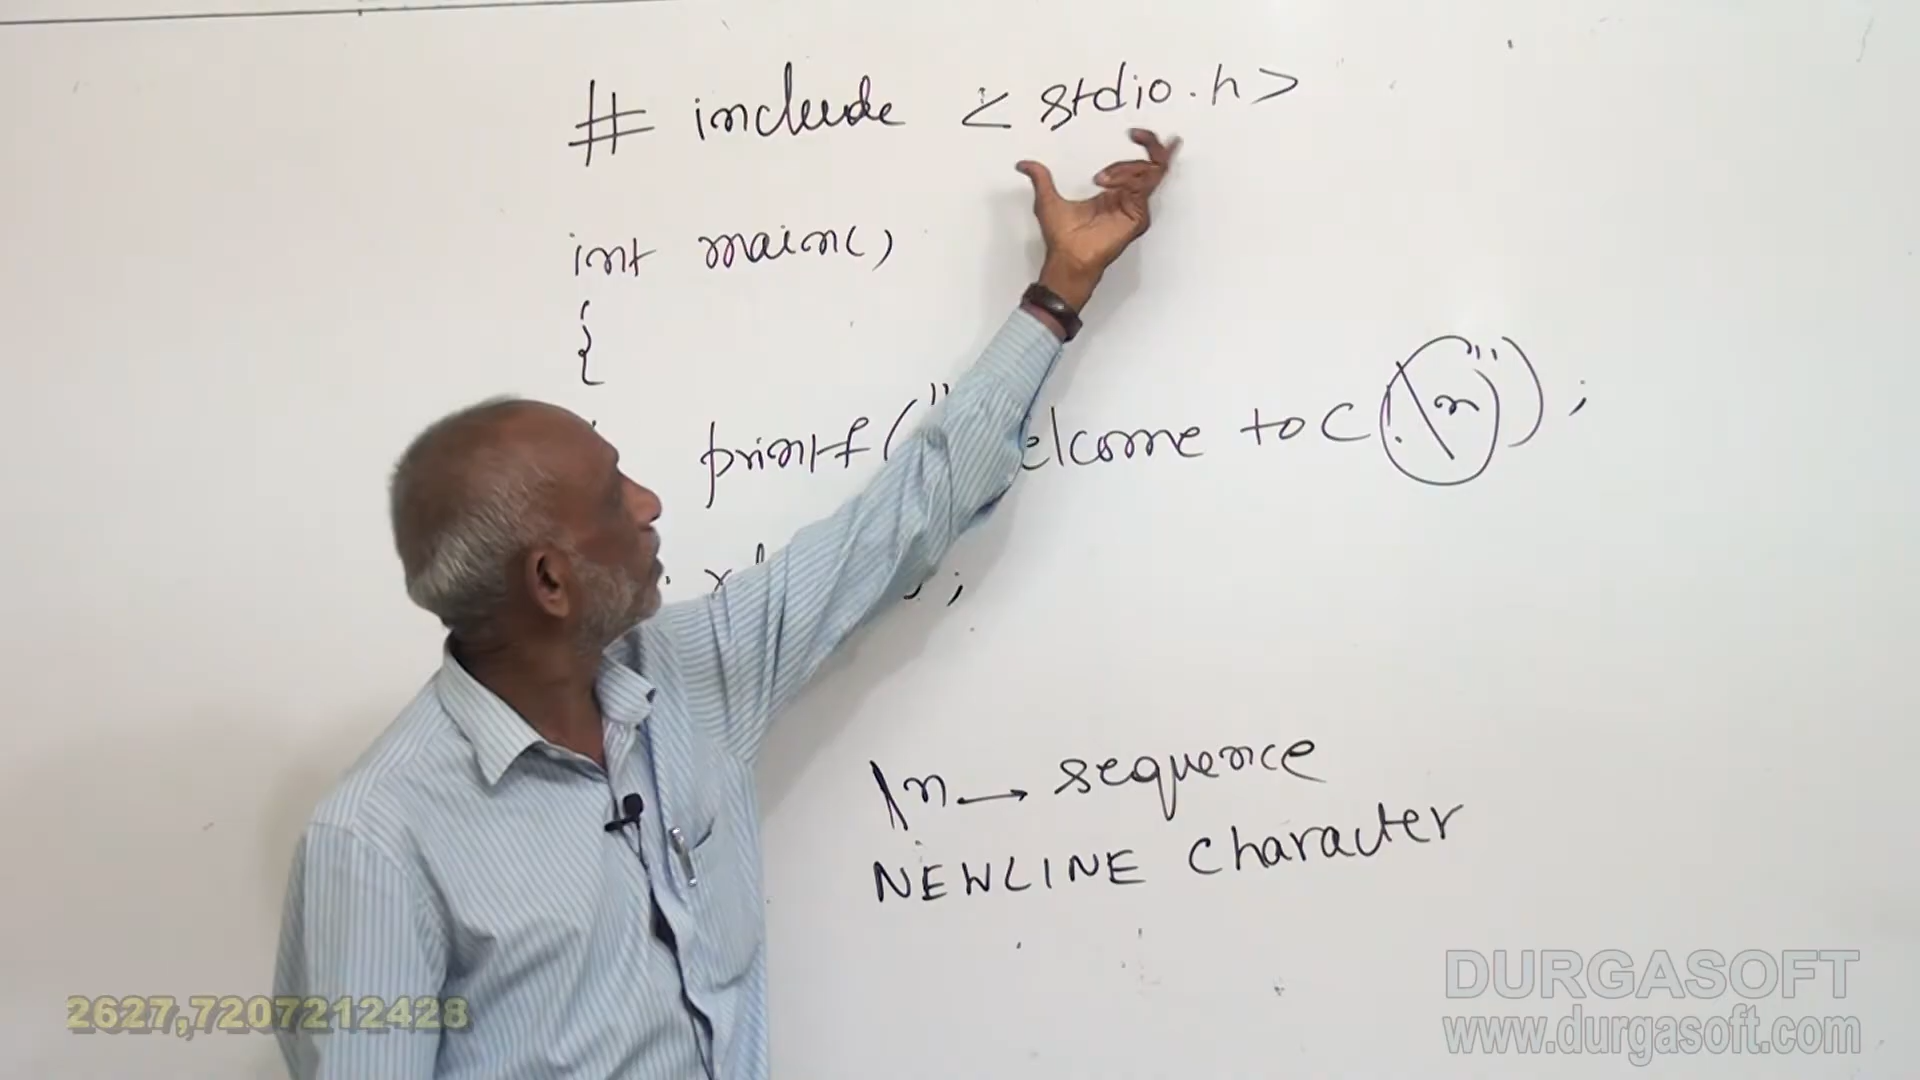 # include < stdio.h >
int main()
{
printf(" elcome to C!\n");
;
\n → sequence
NEWLINE character
2627,7207212428
DURGASOFT
www.durgasoft.com